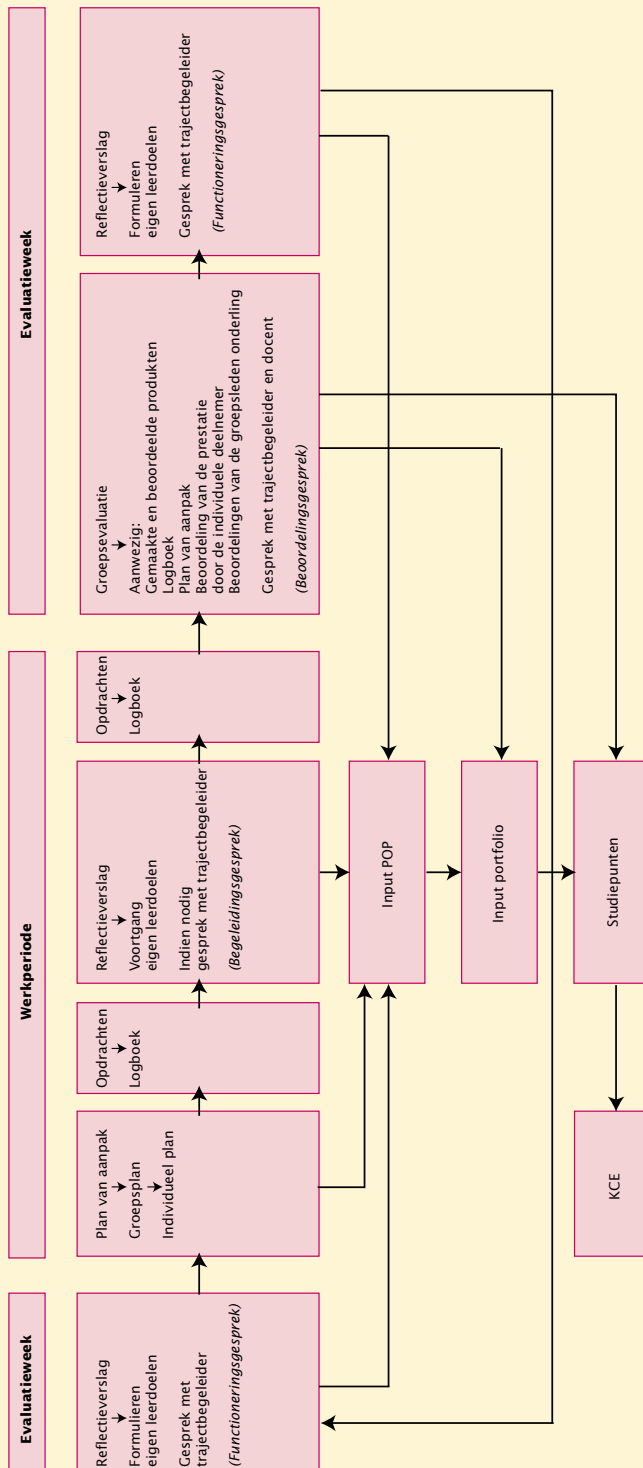 Evaluatieweek
Werkperiode
Evaluatieweek
Reflectieverslag
Formulieren
eigen leerdoelen
Gesprek met
trajectbegeleider
(Functioneringsgesprek)
Plan van aanpak
Groepsplan
Individueel plan
Opdrachten
Logboek
Reflectieverslag
Voortgang
eigen leerdoelen
Indien nodig
gesprek met trajectbegeleider
(Begeleidingsgesprek)
Opdrachten
Logboek
Groepsevaluatie
Aanwezig:
Gemaakte en beoordeelde produkten
Logboek
Plan van aanpak
Beoordeling van de prestatie
door de individuele deelnemer
Beoordelingen van de groepsleden onderling
Gesprek met trajectbegeleider en docent
(Beoordelingsgesprek)
Reflectieverslag
Formuleren
eigen leerdoelen
Gesprek met trajectbegeleider
(Functioneringsgesprek)
Input POP
Input portfolio
KCE
Studiepunten